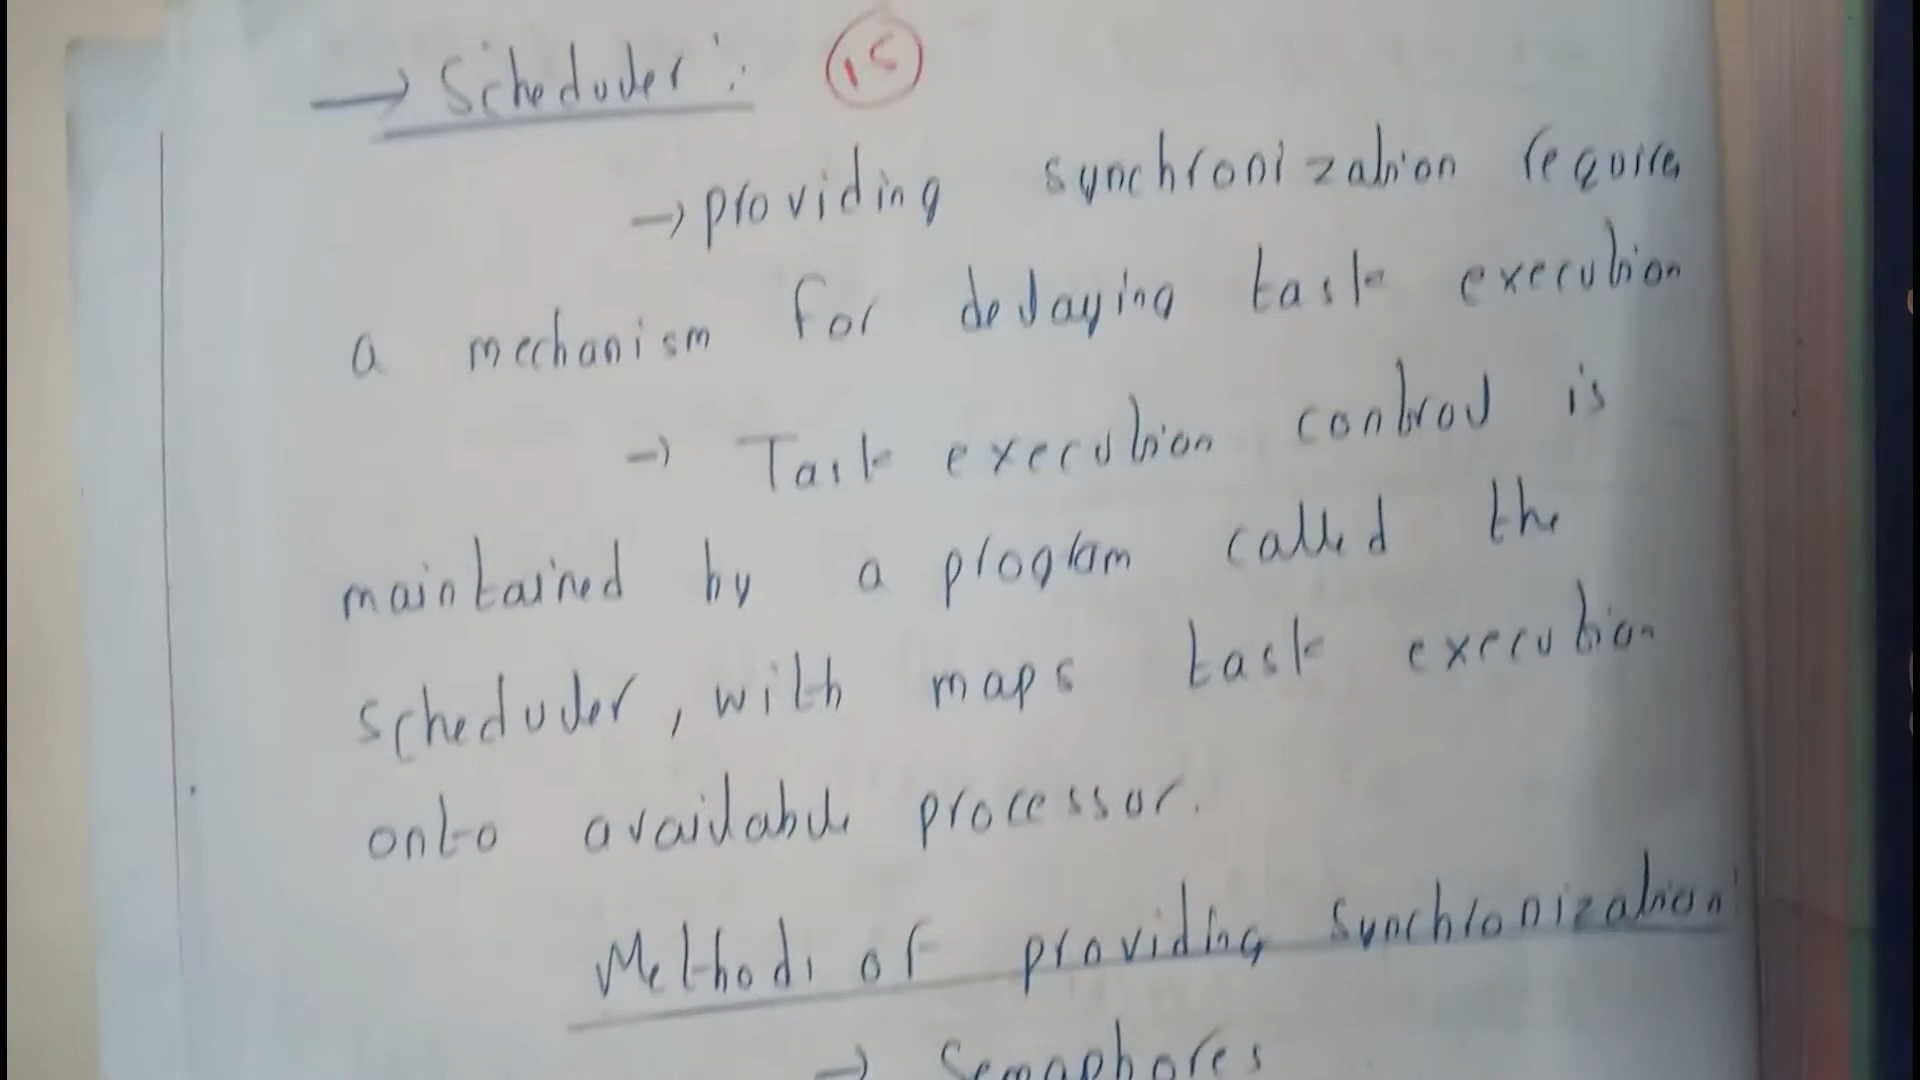 → Scheduler: 15
→ providing synchronization requires
a mechanism for delaying task execution
→ Task execution control is
maintained by a program called the
scheduler, with maps task execution
onto available processor.
Methods of providing synchronization:
→ Semaphores